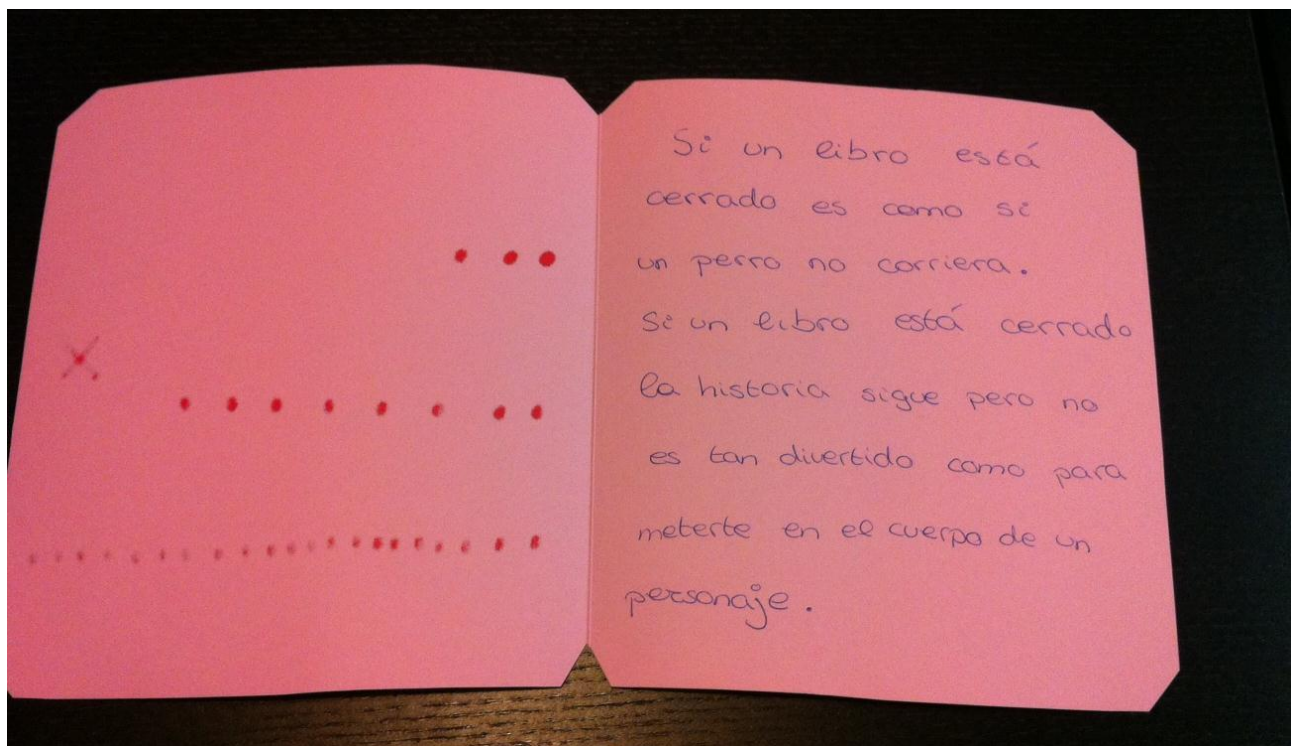 Si un libro está
cerrado es como si
un perro no corriera.
Si un libro está cerrado
la historia sigue pero no
es tan divertido como para
meterte en el cuerpo de un
personaje.